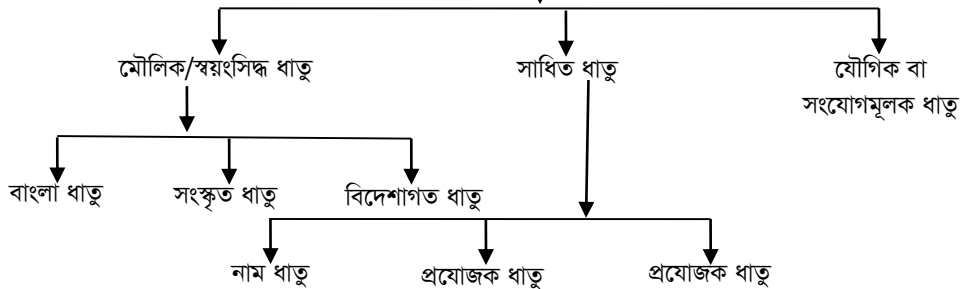 মৌলিক/স্বয়ংসিদ্ধ ধাতু
সাধিত ধাতু
যৌগিক বা
সংযোগমূলক ধাতু
বাংলা ধাতু
সংস্কৃত ধাতু
বিদেশাগত ধাতু
নাম ধাতু
প্রযোজক ধাতু
প্রযোজক ধাতু